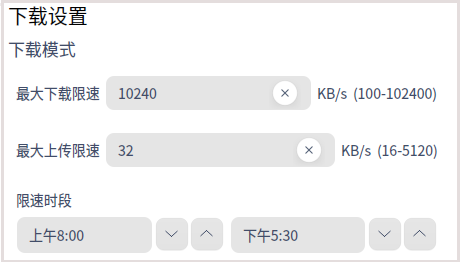 下载设置
下载模式
最大下载限速 10240 KB/s (100-102400)
最大上传限速 32 KB/s (16-5120)
限速时段
上午8:00 下午5:30